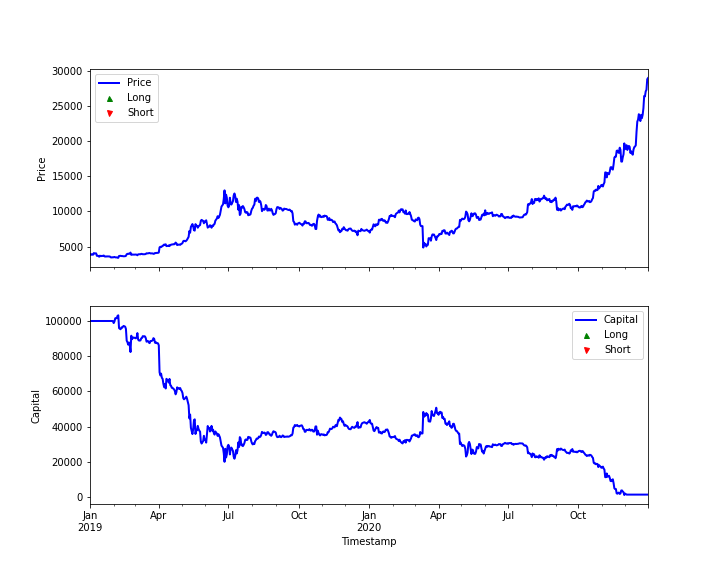 30000
25000
20000
15000
10000
5000
Price
Price
Long
Short
100000
80000
60000
40000
20000
0
Capital
Capital
Long
Short
Jan Apr Jul Oct Jan Apr Jul Oct
2019 2020
Timestamp